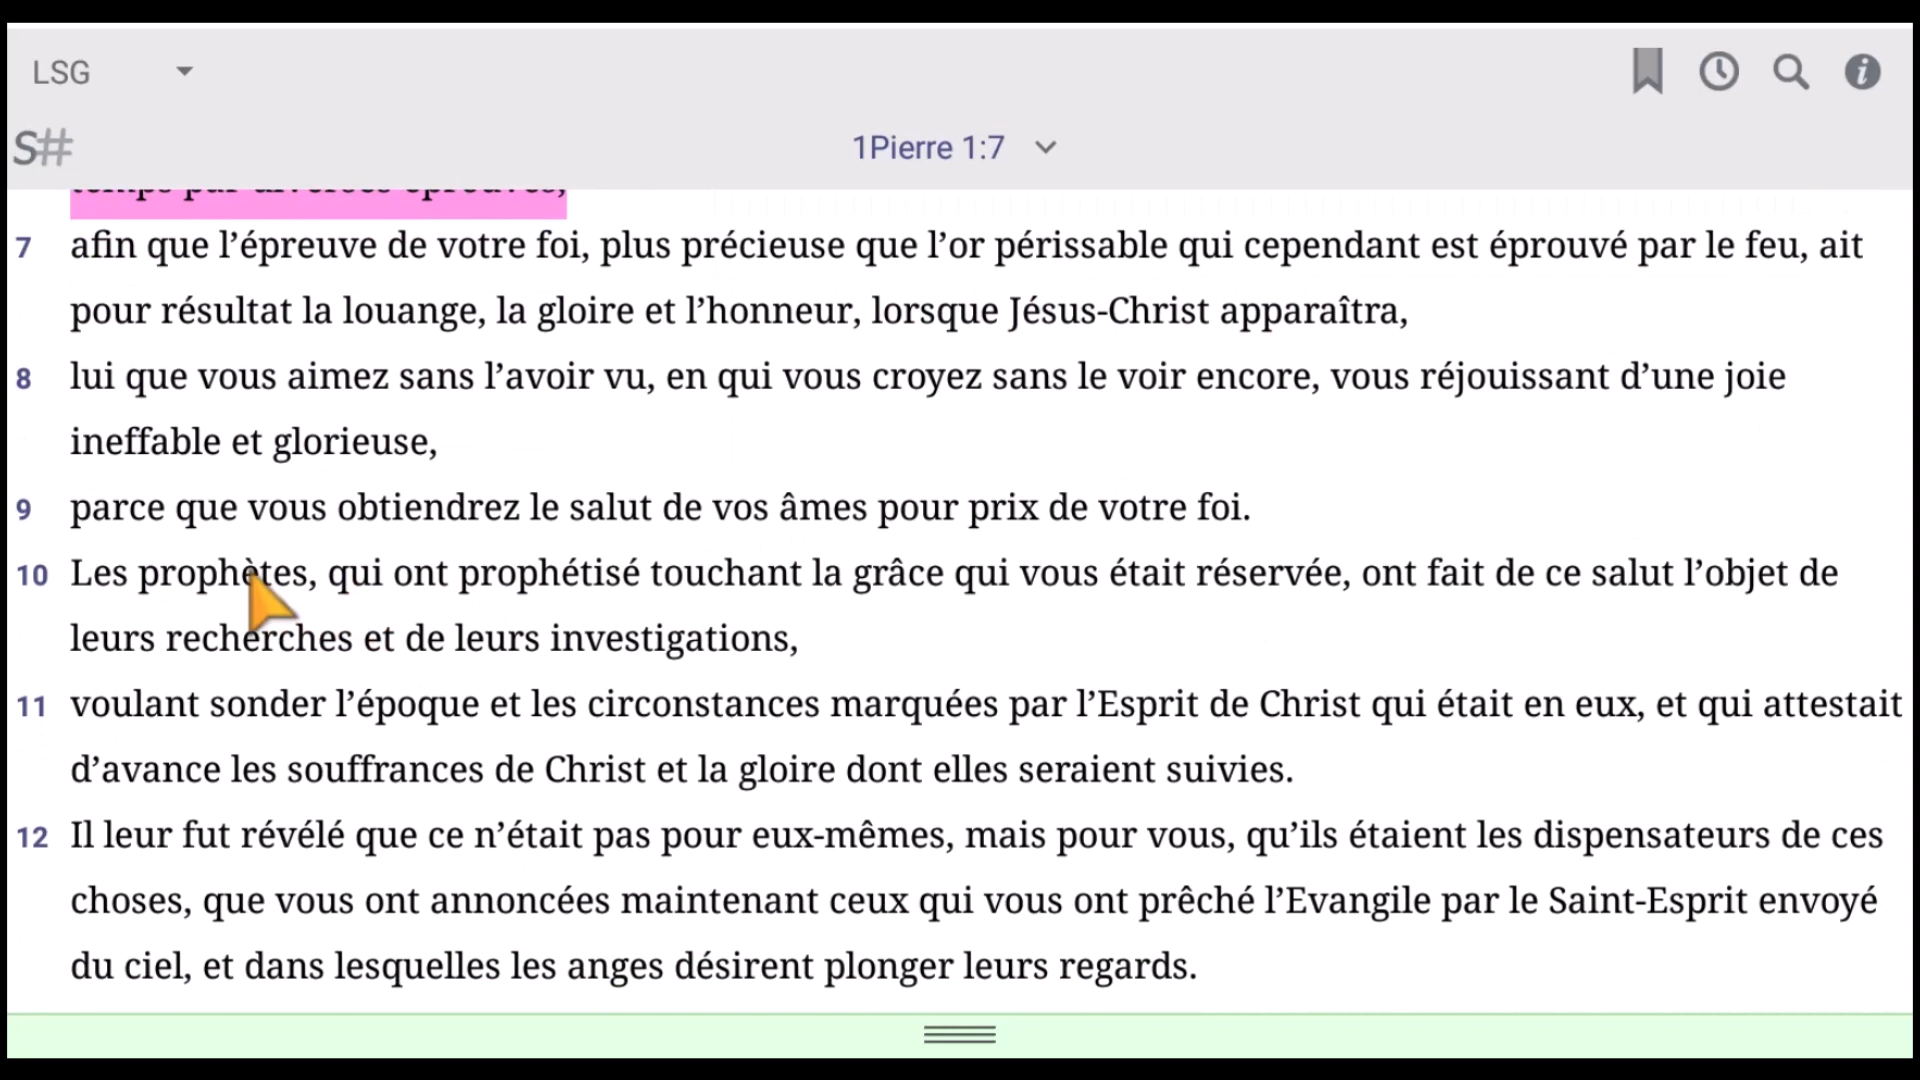 LSG
S#
1Pierre 1:7
temps par diverses épreuves,
7 afin que l’épreuve de votre foi, plus précieuse que l’or périssable qui cependant est éprouvé par le feu, ait
pour résultat la louange, la gloire et l’honneur, lorsque Jésus-Christ apparaîtra,
8 lui que vous aimez sans l’avoir vu, en qui vous croyez sans le voir encore, vous réjouissant d’une joie
ineffable et glorieuse,
9 parce que vous obtiendrez le salut de vos âmes pour prix de votre foi.
10 Les prophètes, qui ont prophétisé touchant la grâce qui vous était réservée, ont fait de ce salut l’objet de
leurs recherches et de leurs investigations,
11 voulant sonder l’époque et les circonstances marquées par l’Esprit de Christ qui était en eux, et qui attestait
d’avance les souffrances de Christ et la gloire dont elles seraient suivies.
12 Il leur fut révélé que ce n’était pas pour eux-mêmes, mais pour vous, qu’ils étaient les dispensateurs de ces
choses, que vous ont annoncées maintenant ceux qui vous ont prêché l’Evangile par le Saint-Esprit envoyé
du ciel, et dans lesquelles les anges désirent plonger leurs regards.